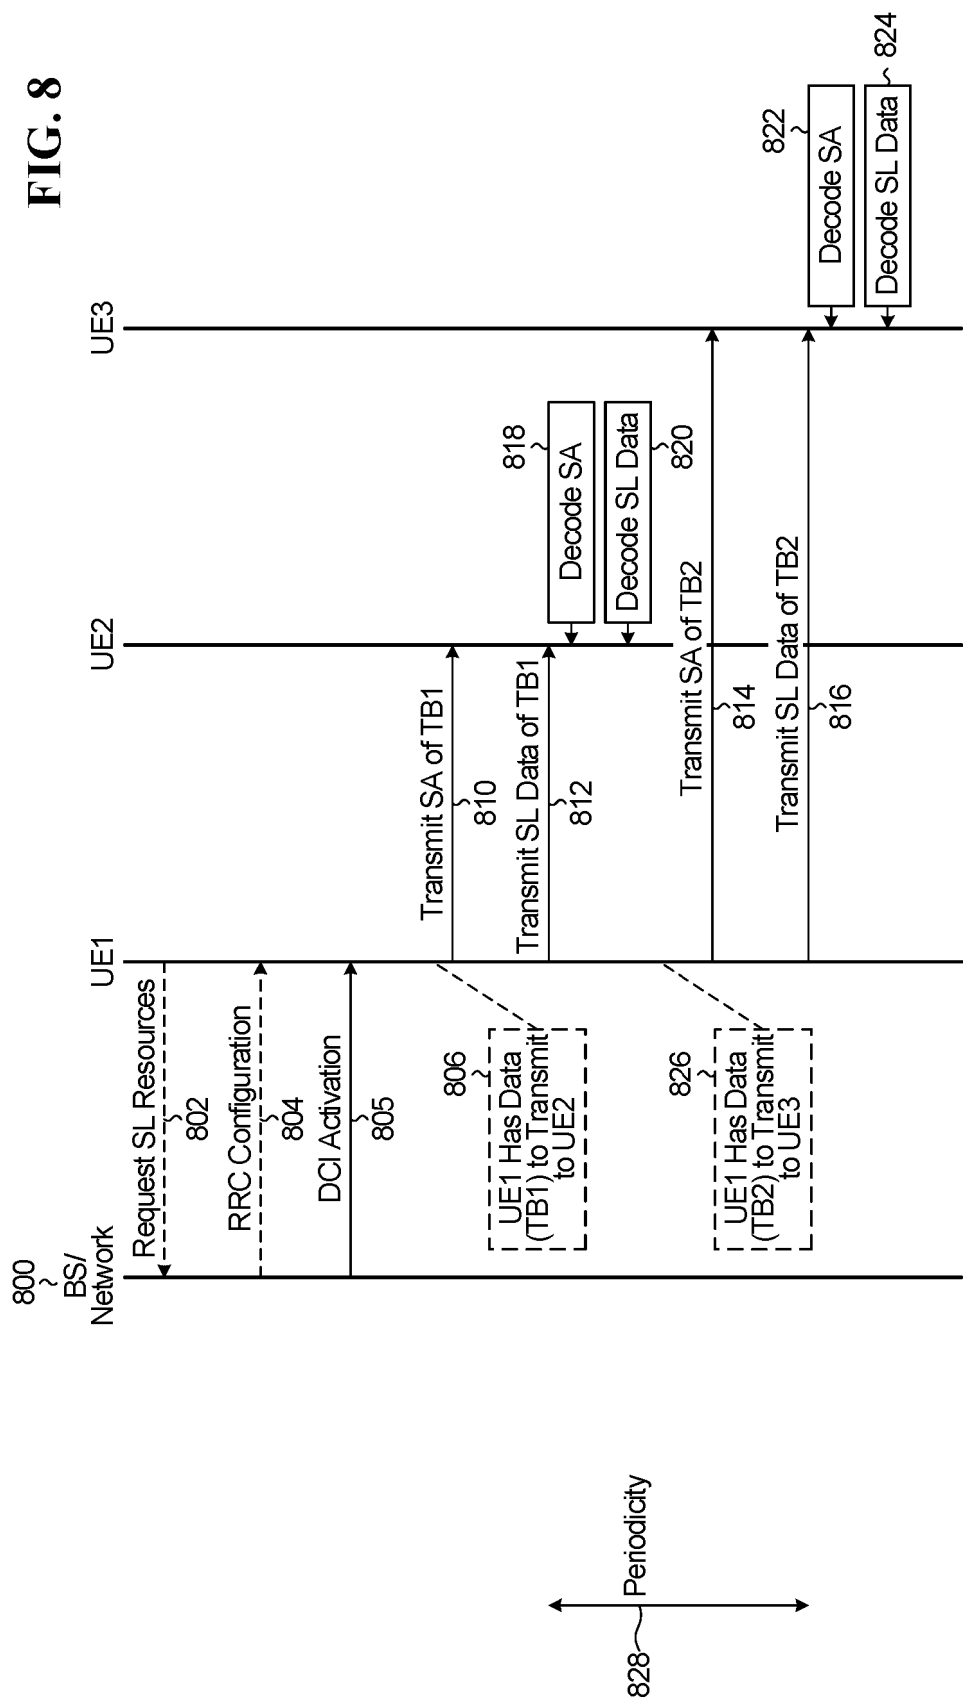 FIG. 8
800
BS/
Network
UE1
UE2
UE3
Request SL Resources
802
RRC Configuration
804
DCI Activation
805
806
UE1 Has Data
(TB1) to Transmit
to UE2
Transmit SA of TB1
810
Transmit SL Data of TB1
812
818
Decode SA
Decode SL Data
820
826
UE1 Has Data
(TB2) to Transmit
to UE3
Transmit SA of TB2
814
Transmit SL Data of TB2
816
822
Decode SA
Decode SL Data
824
Periodicity
828